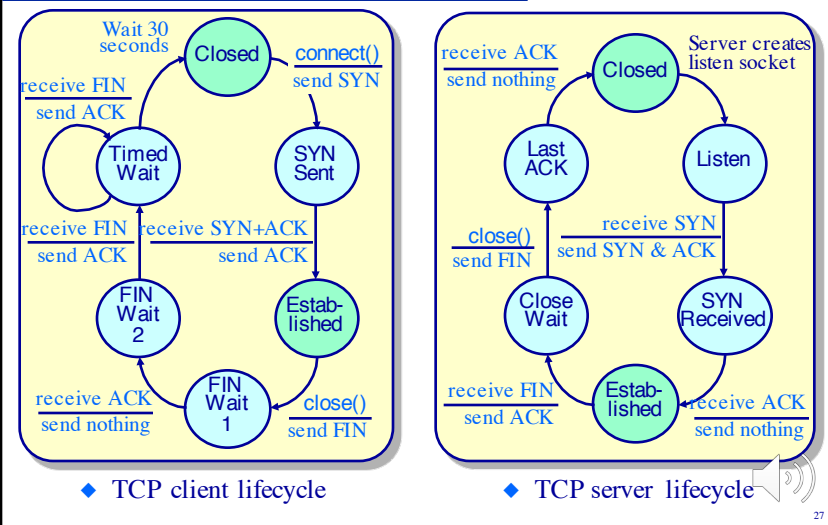 Wait 30
seconds
Closed
connect()
send SYN
receive FIN
send ACK
Timed
Wait
SYN
Sent
receive FIN
send ACK
receive SYN+ACK
send ACK
FIN
Wait
2
Estab-
lished
FIN
Wait
1
receive ACK
send nothing
close()
send FIN
TCP client lifecycle
receive ACK
send nothing
Closed
Server creates
listen socket
Last
ACK
Listen
close()
send FIN
receive SYN
send SYN & ACK
Close
Wait
SYN
Received
receive FIN
send ACK
Estab-
lished
receive ACK
send nothing
TCP server lifecycle
27